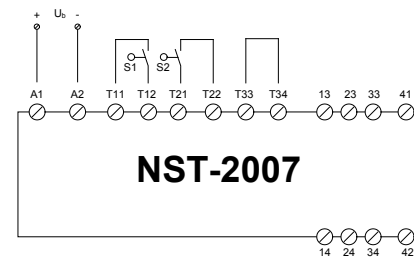 + Ub -
S1 S2
A1 A2 T11 T12 T21 T22 T33 T34 13 23 33 41
NST-2007
14 24 34 42